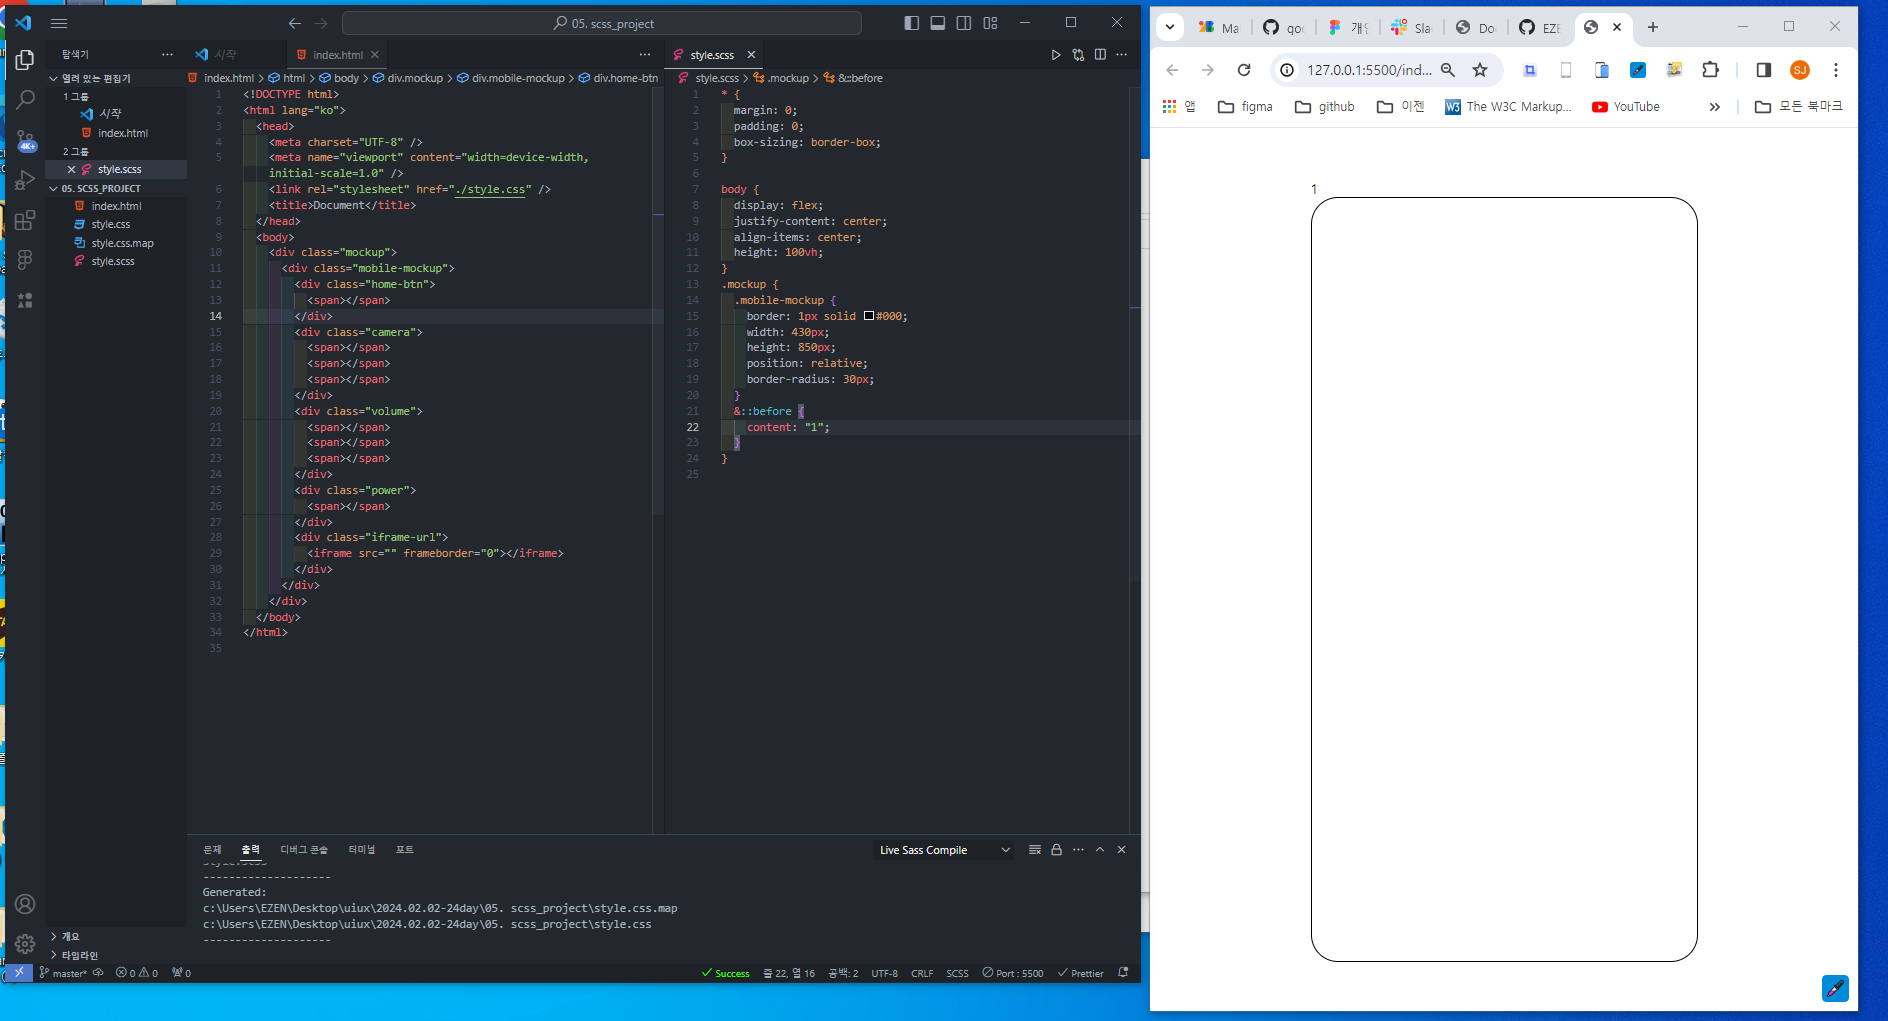 05. scss_project
탐색기
시작
index.html
style.scss
열려 있는 편집기
index.html > html > body > div.mockup > div.mobile-mockup > div.home-btn
style.scss > .mockup > &::before
1 그룹
시작
index.html
2 그룹
style.scss
05. SCSS_PROJECT
index.html
style.css
style.css.map
style.scss
4K+
개요
타임라인
1 <!DOCTYPE html>
2 <html lang="ko">
3 <head>
4 <meta charset="UTF-8" />
5 <meta name="viewport" content="width=device-width,
initial-scale=1.0" />
6 <link rel="stylesheet" href="./style.css" />
7 <title>Document</title>
8 </head>
9 <body>
10 <div class="mockup">
11 <div class="mobile-mockup">
12 <div class="home-btn">
13 <span></span>
14 </div>
15 <div class="camera">
16 <span></span>
17 <span></span>
18 <span></span>
19 </div>
20 <div class="volume">
21 <span></span>
22 <span></span>
23 <span></span>
24 </div>
25 <div class="power">
26 <span></span>
27 </div>
28 <div class="iframe-url">
29 <iframe src="" frameborder="0"></iframe>
30 </div>
31 </div>
32 </div>
33 </body>
34 </html>
35
1 * {
2 margin: 0;
3 padding: 0;
4 box-sizing: border-box;
5 }
6
7 body {
8 display: flex;
9 justify-content: center;
10 align-items: center;
11 height: 100vh;
12 }
13 .mockup {
14 .mobile-mockup {
15 border: 1px solid #000;
16 width: 430px;
17 height: 850px;
18 position: relative;
19 border-radius: 30px;
20 }
21 &::before {
22 content: "1";
23 }
24 }
25
문제 출력 디버그 콘솔 터미널 포트
Live Sass Compile
style.scss
--------------------
Generated:
c:\Users\EZEN\Desktop\uiux\2024.02.02-24day\05. scss_project\style.css.map
c:\Users\EZEN\Desktop\uiux\2024.02.02-24day\05. scss_project\style.css
--------------------
master* 0 0 0 Success 줄 22, 열 16 공백: 2 UTF-8 CRLF SCSS Port : 5500 Prettier
Ma goo 개인 Sla Do EZE
127.0.0.1:5500/ind... SJ
앱 figma github 이젠 W3 The W3C Markup... YouTube » 모든 북마크
1